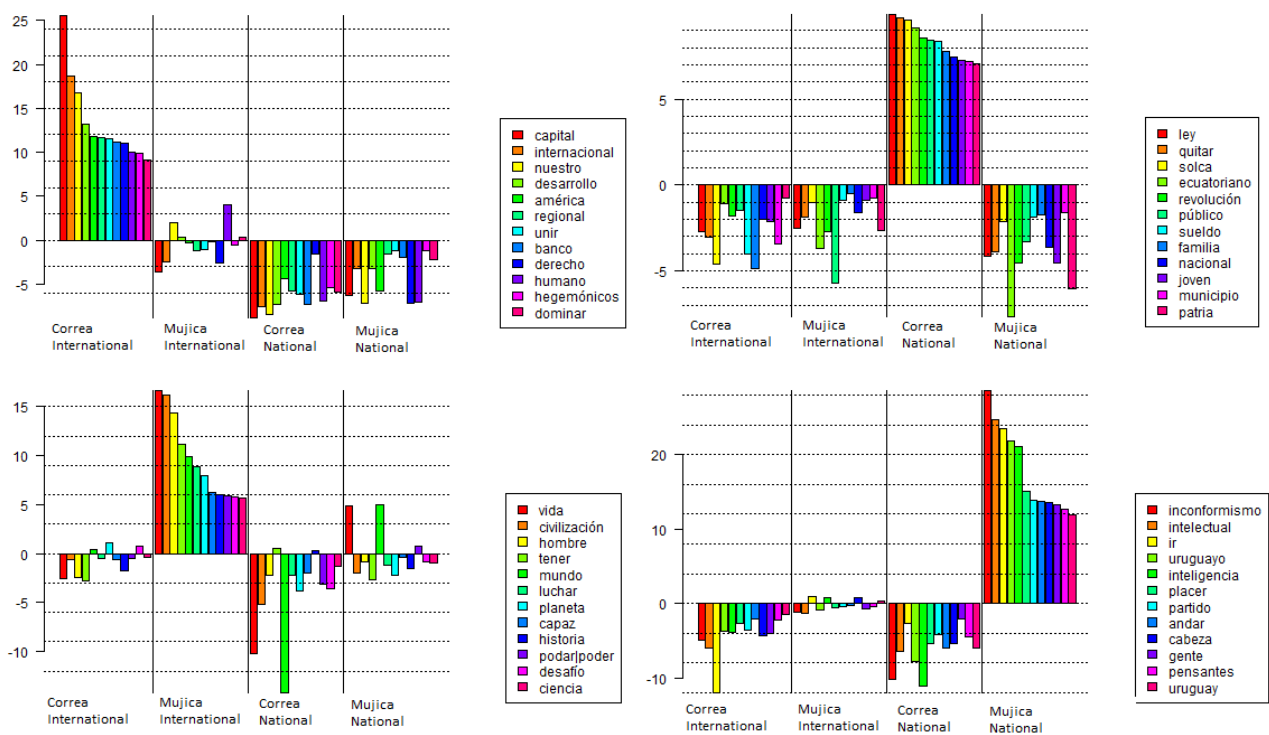 25
20
15
10
5
0
-5
Correa
International
Mujica
International
Correa
National
Mujica
National
capital
internacional
nuestro
desarrollo
américa
regional
unir
banco
derecho
humano
hegemónicos
dominar
5
0
-5
Correa
International
Mujica
International
Correa
National
Mujica
National
ley
quitar
solca
ecuatoriano
revolución
público
sueldo
familia
nacional
joven
municipio
patria
15
10
5
0
-5
-10
Correa
International
Mujica
International
Correa
National
Mujica
National
vida
civilización
hombre
tener
mundo
luchar
planeta
capaz
historia
podar|poder
desafío
ciencia
20
10
0
-10
Correa
International
Mujica
International
Correa
National
Mujica
National
inconformismo
intelectual
ir
uruguayo
inteligencia
placer
partido
andar
cabeza
gente
pensantes
uruguay